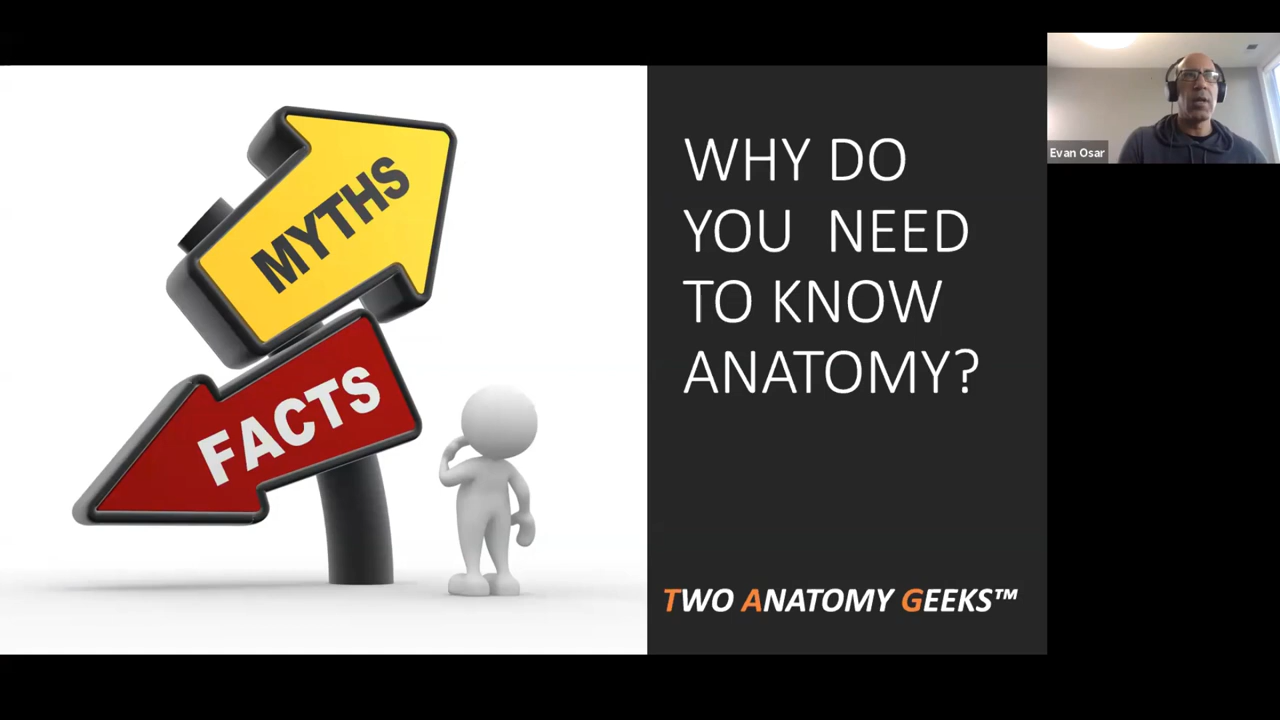 MYTHS
FACTS
WHY DO
YOU NEED
TO KNOW
ANATOMY?
TWO ANATOMY GEEKS™
Evan Osar